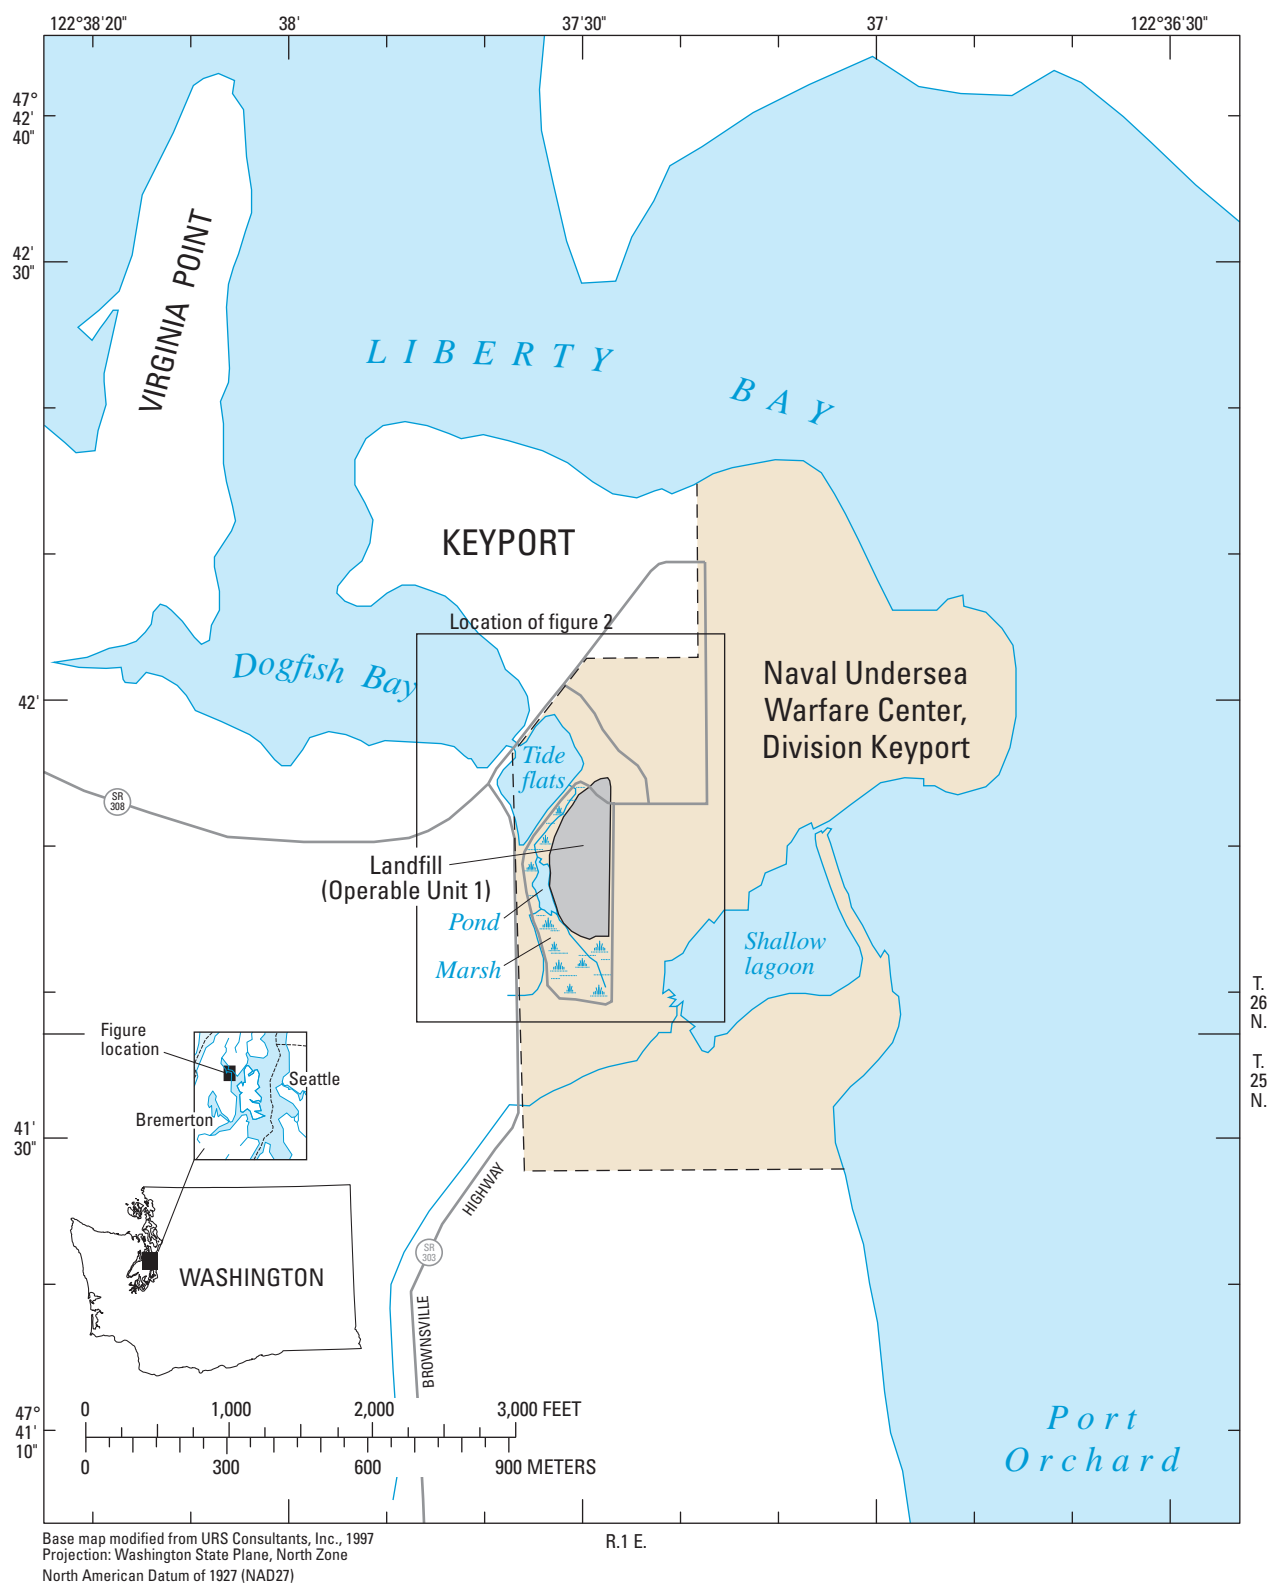 122°38'20"
38'
37'30"
37'
122°36'30"
47°
42'
40"
42'
30"
VIRGINIA POINT
LIBERTY
BAY
KEYPORT
Location of figure 2
Dogfish Bay
Naval Undersea
Warfare Center,
Division Keyport
42'
Tide
flats
SR
308
Landfill
(Operable Unit 1)
Pond
Marsh
Shallow
lagoon
T.
26
N.
T.
25
N.
Figure
location
Seattle
Bremerton
41'
30"
HIGHWAY
SR
303
BROWNSVILLE
WASHINGTON
47°
41'
10"
0 1,000 2,000 3,000 FEET
0 300 600 900 METERS
Port
Orchard
Base map modified from URS Consultants, Inc., 1997
Projection: Washington State Plane, North Zone
North American Datum of 1927 (NAD27)
R.1 E.